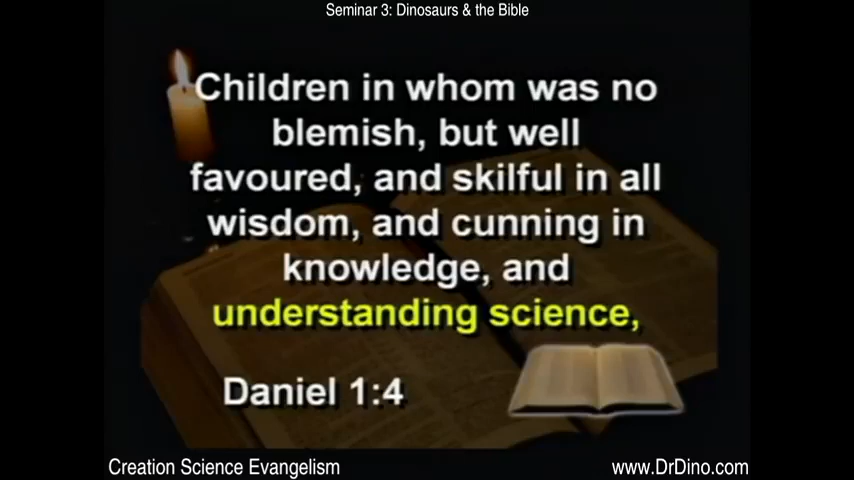 Seminar 3: Dinosaurs & the Bible
Children in whom was no
blemish, but well
favoured, and skilful in all
wisdom, and cunning in
knowledge, and
understanding science,
Daniel 1:4
Creation Science Evangelism
www.DrDino.com